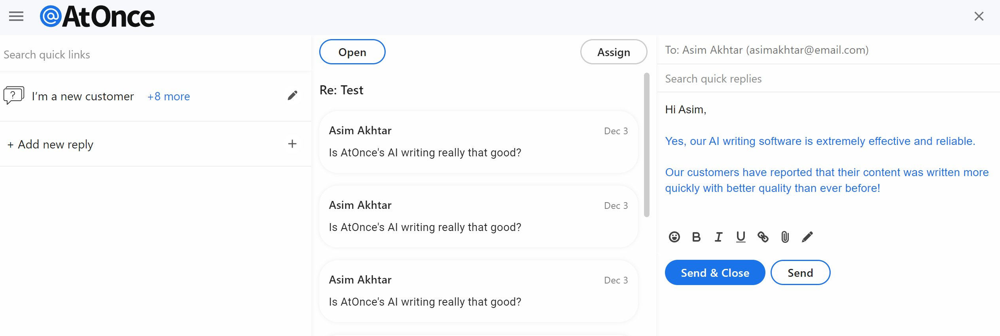 @AtOnce
Search quick links
? I'm a new customer +8 more
+ Add new reply
Open Assign
Re: Test
Asim Akhtar Dec 3
Is AtOnce's AI writing really that good?
Asim Akhtar Dec 3
Is AtOnce's AI writing really that good?
Asim Akhtar Dec 3
Is AtOnce's AI writing really that good?
To: Asim Akhtar (asimakhtar@email.com)
Search quick replies
Hi Asim,
Yes, our AI writing software is extremely effective and reliable.
Our customers have reported that their content was written more
quickly with better quality than ever before!
B I U
Send & Close Send